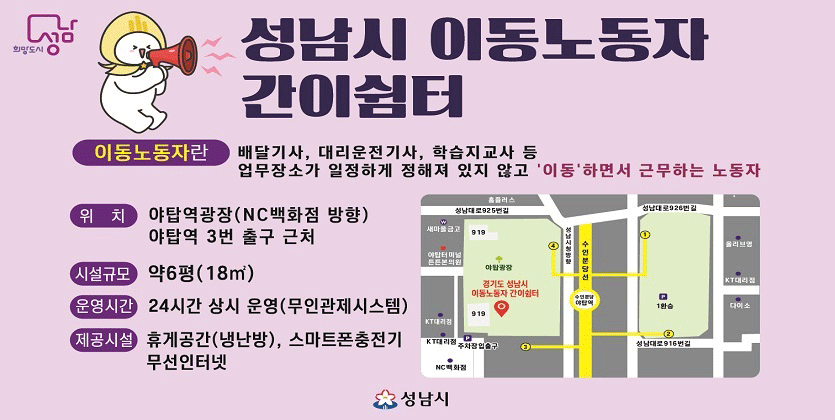 희망도시 성남
성남시 이동노동자
간이쉼터
이동노동자란
배달기사, 대리운전기사, 학습지교사 등
업무장소가 일정하게 정해져 있지 않고 '이동'하면서 근무하는 노동자
위 치
야탑역광장(NC백화점 방향)
야탑역 3번 출구 근처
시설규모 약6평(18㎡)
운영시간 24시간 상시 운영(무인관제시스템)
제공시설 휴게공간(냉난방), 스마트폰충전기
무선인터넷
홈플러스
성남대로925번길
성남대로926번길
W
새마을금고
919
성남시청방향
수인분당선
4
1
올리브영
야탑터미널
튼튼본의원
야탑광장
경기도 성남시
이동노동자 간이쉼터
KT대리점
수인분당
야탑역
P
1환승
다이소
919
KT대리점
KT대리점
P
주차장입출구
3
2
성남대로916번길
NC백화점
성남시